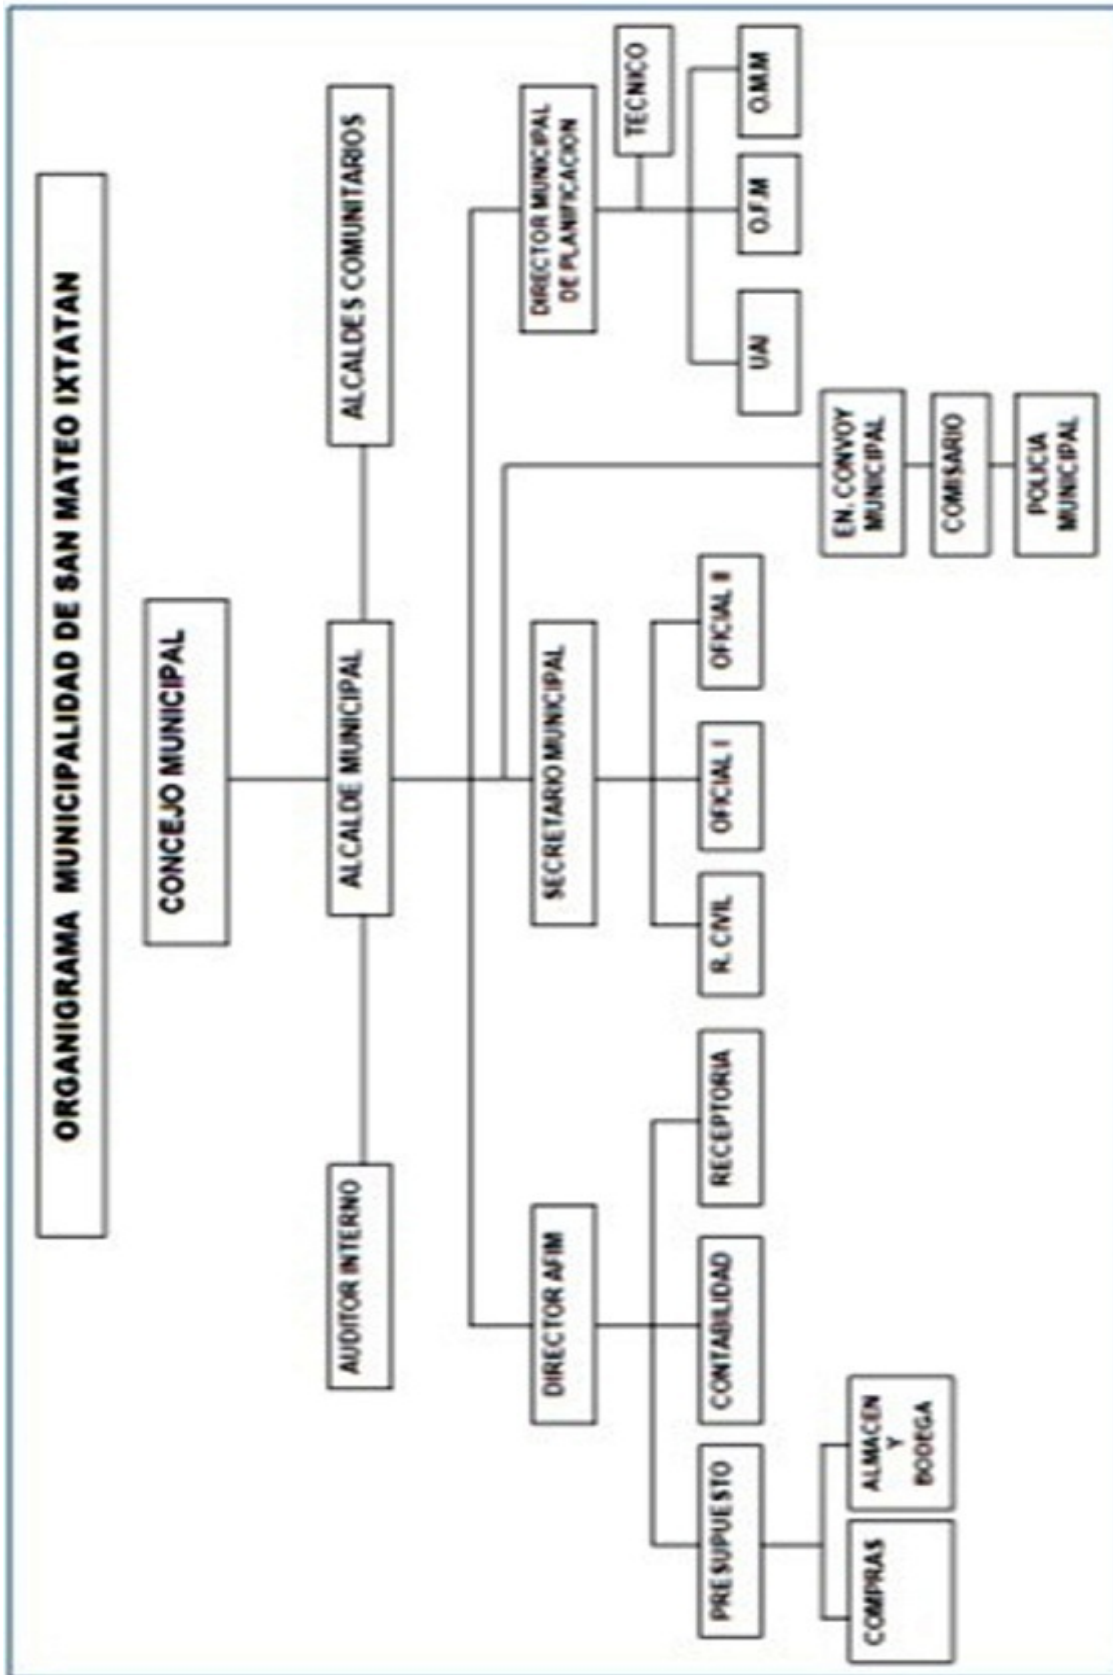 ORGANIGRAMA MUNICIPALIDAD DE SAN MATEO IXTATAN
CONCEJO MUNICIPAL
AUDITOR INTERNO
ALCALDE MUNICIPAL
ALCALDES COMUNITARIOS
DIRECTOR AFIM
SECRETARIO MUNICIPAL
DIRECTOR MUNICIPAL
DE PLANIFICACION
TECNICO
PRESUPUESTO
CONTABILIDAD
RECEPTORIA
R. CIVIL
OFICIAL I
OFICIAL II
UAI
O.F.M
O.M.M
COMPRAS
ALMACEN
Y
BODEGA
EN. CONVOY
MUNICIPAL
COMISARIO
POLICIA
MUNICIPAL